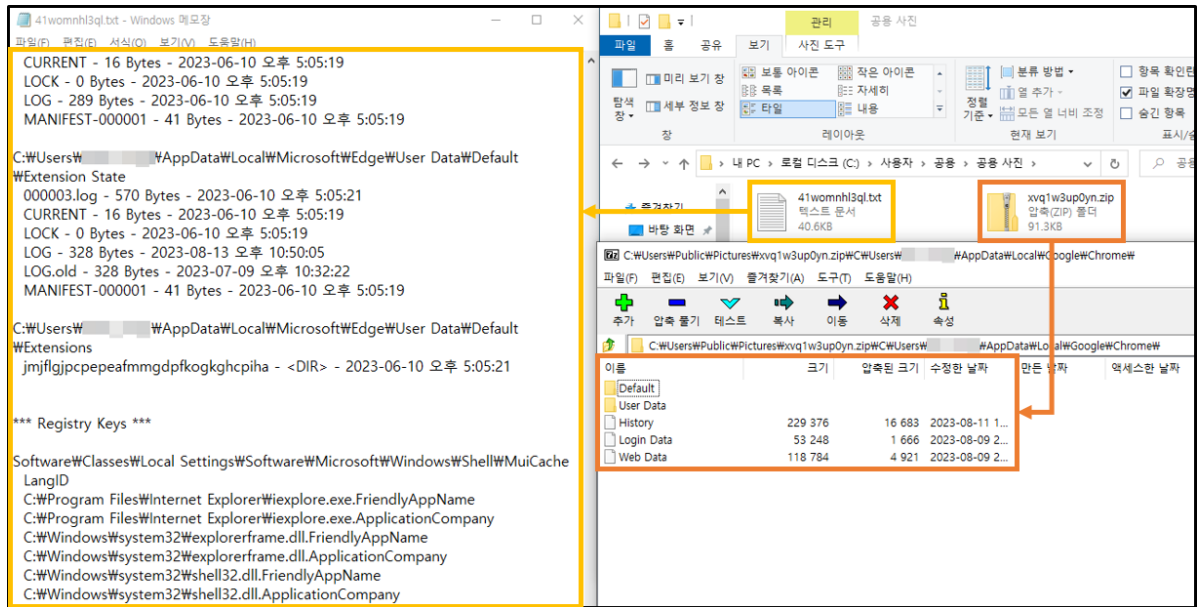 41womnhl3ql.txt - Windows 메모장
파일(F) 편집(E) 서식(O) 보기(V) 도움말(H)
CURRENT - 16 Bytes - 2023-06-10 오후 5:05:19
LOCK - 0 Bytes - 2023-06-10 오후 5:05:19
LOG - 289 Bytes - 2023-06-10 오후 5:05:19
MANIFEST-000001 - 41 Bytes - 2023-06-10 오후 5:05:19
C:₩Users₩ ₩AppData₩Local₩Microsoft₩Edge₩User Data₩Default
₩Extension State
000003.log - 570 Bytes - 2023-06-10 오후 5:05:21
CURRENT - 16 Bytes - 2023-06-10 오후 5:05:19
LOCK - 0 Bytes - 2023-06-10 오후 5:05:19
LOG - 328 Bytes - 2023-08-13 오후 10:50:05
LOG.old - 328 Bytes - 2023-07-09 오후 10:32:22
MANIFEST-000001 - 41 Bytes - 2023-06-10 오후 5:05:19
C:₩Users₩ ₩AppData₩Local₩Microsoft₩Edge₩User Data₩Default
₩Extensions
jmjflgjpcpepeafmmgdpfkogkghcpiha - <DIR> - 2023-06-10 오후 5:05:21
*** Registry Keys ***
Software₩Classes₩Local Settings₩Software₩Microsoft₩Windows₩Shell₩MuiCache
LangID
C:₩Program Files₩Internet Explorer₩iexplore.exe.FriendlyAppName
C:₩Program Files₩Internet Explorer₩iexplore.exe.ApplicationCompany
C:₩Windows₩system32₩explorerframe.dll.FriendlyAppName
C:₩Windows₩system32₩explorerframe.dll.ApplicationCompany
C:₩Windows₩system32₩shell32.dll.FriendlyAppName
C:₩Windows₩system32₩shell32.dll.ApplicationCompany
관리 공용 사진
파일 홈 공유 보기 사진 도구
탐색 창 미리 보기 창
세부 정보 창
보통 아이콘 작은 아이콘
목록 자세히
타일 내용
정렬 기준 분류 방법
열 추가
모든 열 너비 조정
항목 확인란
파일 확장명
숨긴 항목
창 레이아웃 현재 보기 표시/숨
내 PC > 로컬 디스크 (C:) > 사용자 > 공용 > 공용 사진 > 공용
즐겨찾기
바탕 화면
41womnhl3ql.txt
텍스트 문서
40.6KB
xvq1w3up0yn.zip
압축(ZIP) 폴더
91.3KB
C:₩Users₩Public₩Pictures₩xvq1w3up0yn.zip₩C₩Users₩ ₩AppData₩Local₩Google₩Chrome₩
파일(F) 편집(E) 보기(V) 즐겨찾기(A) 도구(T) 도움말(H)
추가 압축 풀기 테스트 복사 이동 삭제 속성
C:₩Users₩Public₩Pictures₩xvq1w3up0yn.zip₩C₩Users₩ ₩AppData₩Local₩Google₩Chrome₩
이름 크기 압축된 크기 수정한 날짜 만든 날짜 액세스한 날짜
Default
User Data
History 229 376 16 683 2023-08-11 1...
Login Data 53 248 1 666 2023-08-09 2...
Web Data 118 784 4 921 2023-08-09 2...